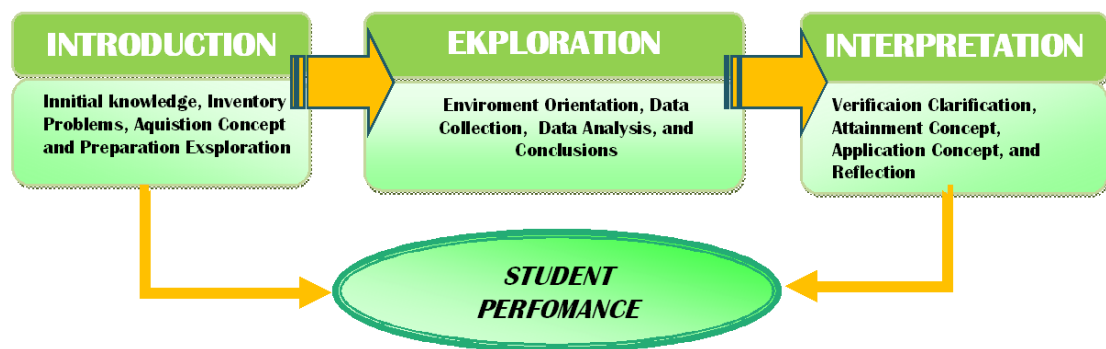 INTRODUCTION
Innitial knowledge, Inventory
Problems, Aquistion Concept
and Preparation Exsploration
EKPLORATION
Enviroment Orientation, Data
Collection, Data Analysis, and
Conclusions
INTERPRETATION
Verificaion Clarification,
Attainment Concept,
Application Concept, and
Reflection
STUDENT
PERFOMANCE